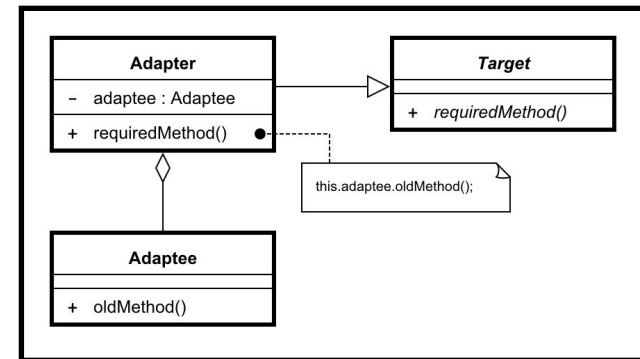 Adapter
- adaptee : Adaptee
+ requiredMethod()
Target
+ requiredMethod()
this.adaptee.oldMethod();
Adaptee
+ oldMethod()